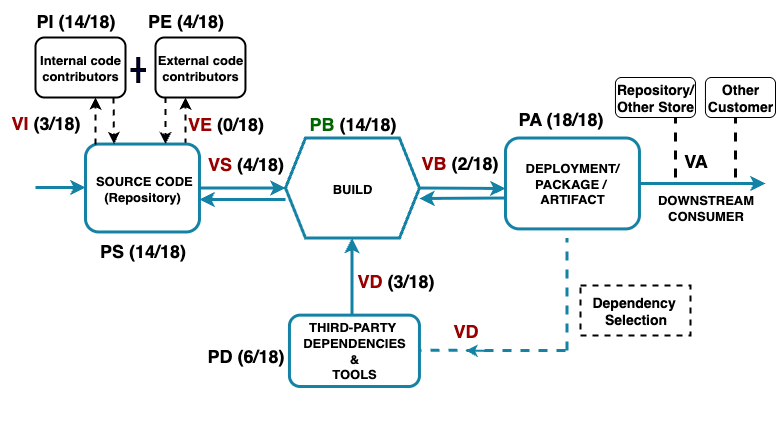 PI (14/18)
PE (4/18)
Internal code
contributors
External code
contributors
VI (3/18)
VE (0/18)
Repository/
Other Store
Other
Customer
PB (14/18)
PA (18/18)
VS (4/18)
VB (2/18)
VA
SOURCE CODE
(Repository)
BUILD
DEPLOYMENT/
PACKAGE /
ARTIFACT
DOWNSTREAM
CONSUMER
PS (14/18)
VD (3/18)
Dependency
Selection
THIRD-PARTY
DEPENDENCIES
&
TOOLS
VD
PD (6/18)